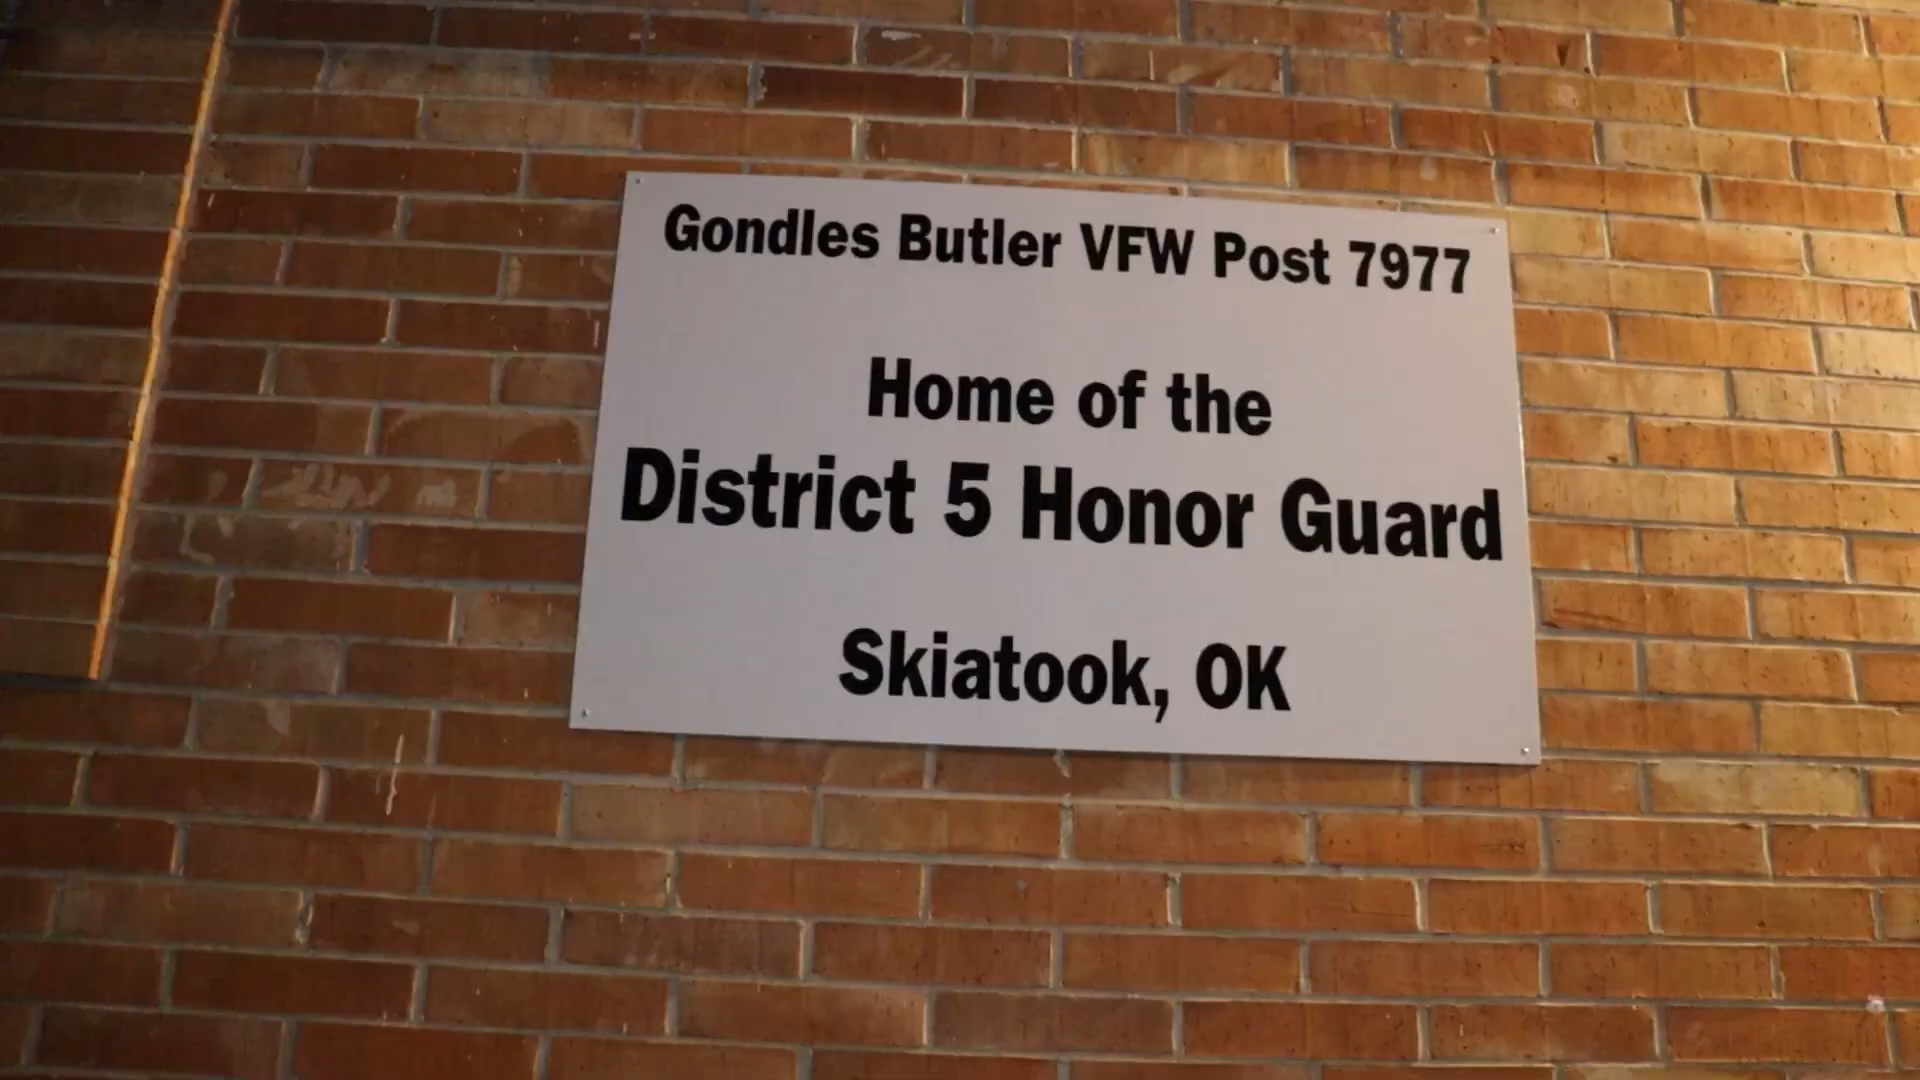 Gondles Butler VFW Post 7977
Home of the
District 5 Honor Guard
Skiatook, OK